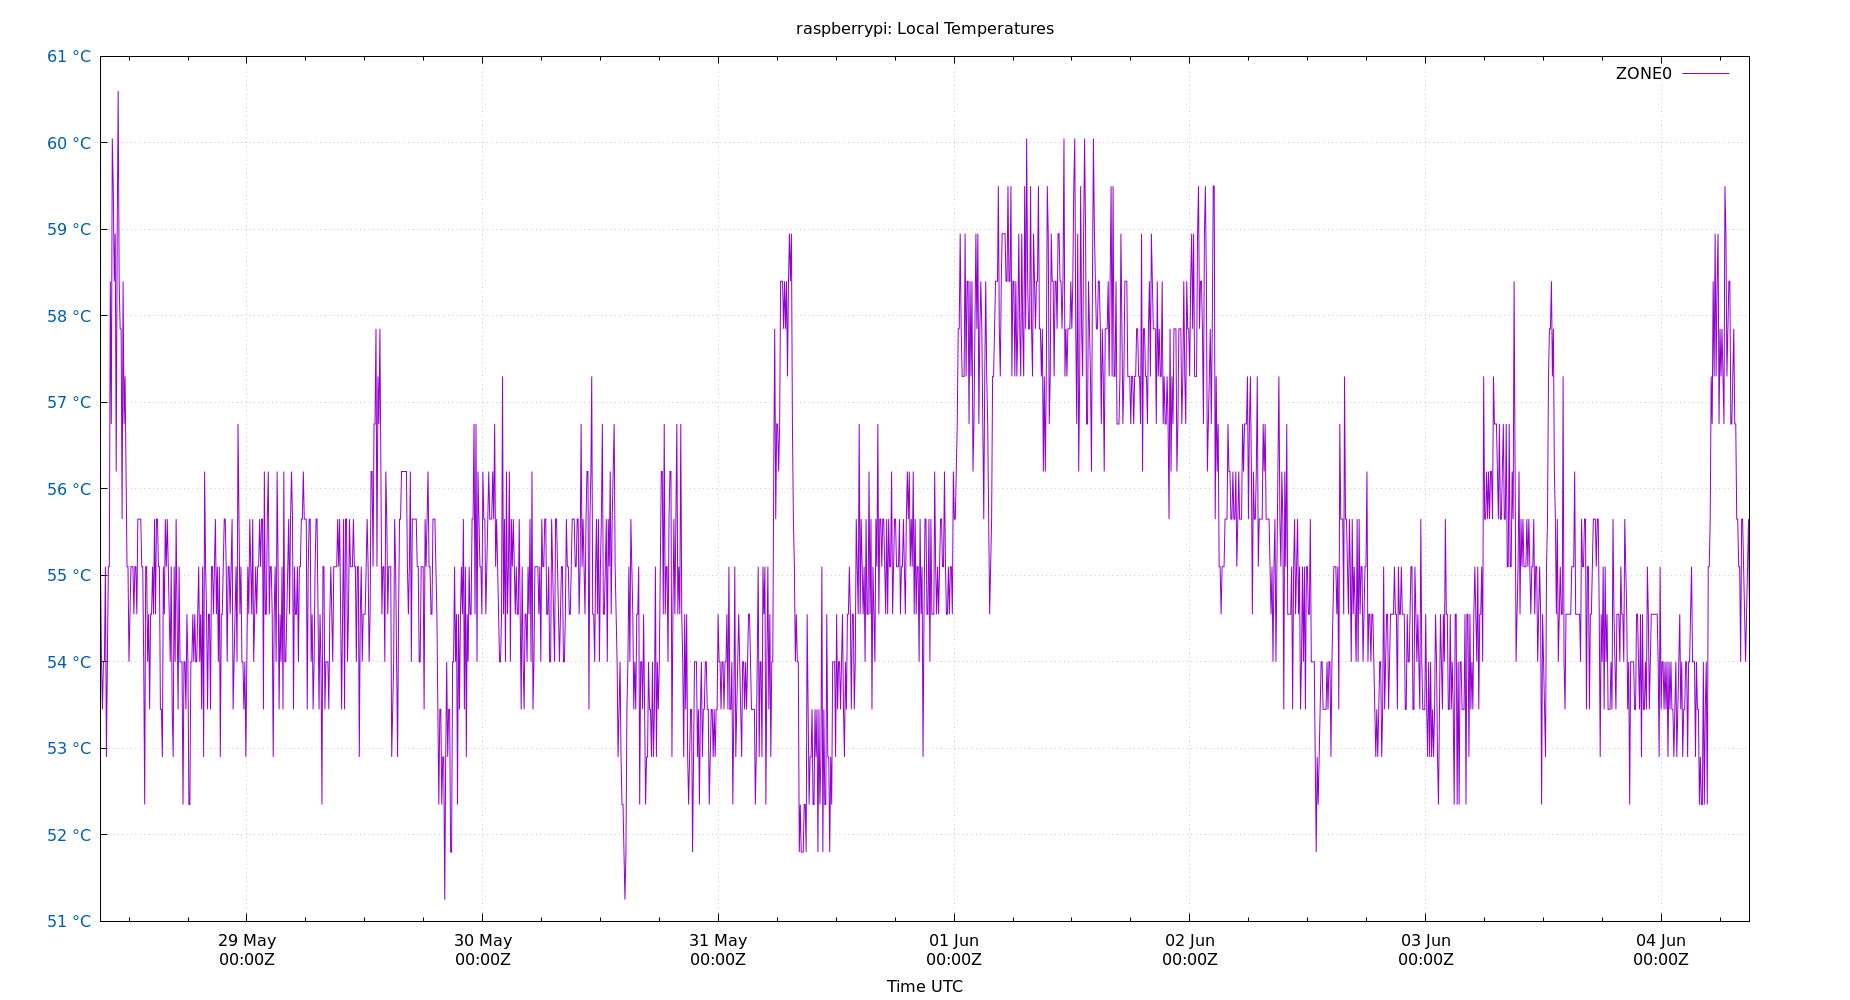 raspberrypi: Local Temperatures
61 °C
ZONE0
60 °C
59 °C
58 °C
57 °C
56 °C
55 °C
54 °C
53 °C
52 °C
51 °C
29 May 30 May 31 May 01 Jun 02 Jun 03 Jun 04 Jun
00:00Z 00:00Z 00:00Z 00:00Z 00:00Z 00:00Z 00:00Z
Time UTC